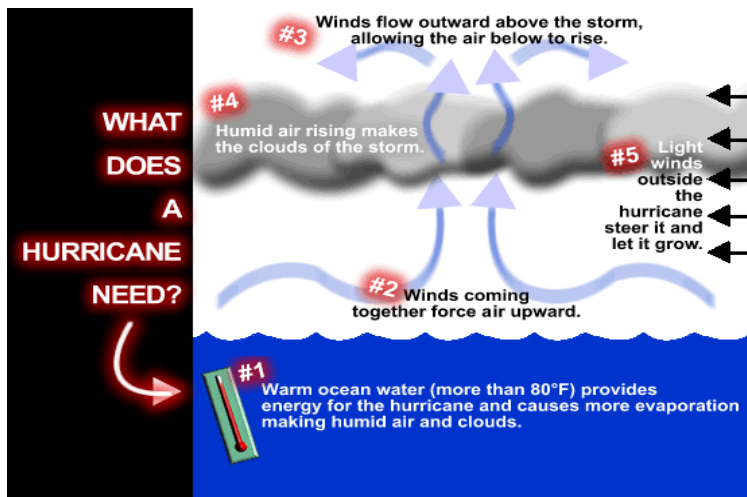 WHAT
DOES
A
HURRICANE
NEED?
#1
Warm ocean water (more than 80°F) provides
energy for the hurricane and causes more evaporation
making humid air and clouds.
#2
Winds coming
together force air upward.
#3
Winds flow outward above the storm,
allowing the air below to rise.
#4
Humid air rising makes
the clouds of the storm.
#5
Light
winds
outside
the
hurricane
steer it and
let it grow.